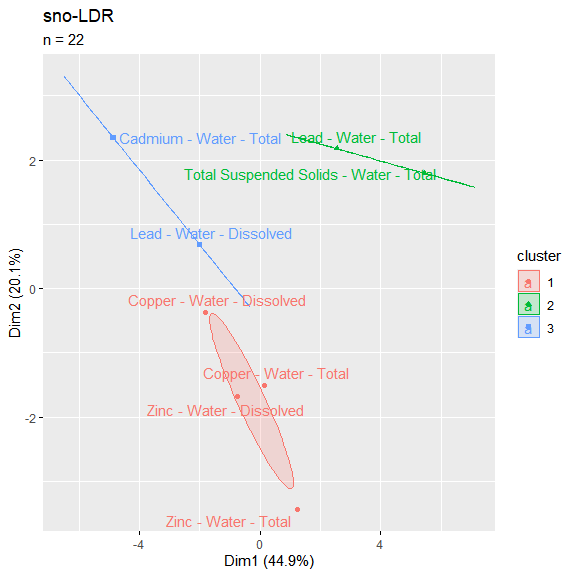 sno-LDR
n = 22
Cadmium - Water - Total
Lead - Water - Total
Total Suspended Solids - Water - Total
Lead - Water - Dissolved
Copper - Water - Dissolved
Copper - Water - Total
Zinc - Water - Dissolved
Zinc - Water - Total
2
0
-2
-4
0
4
Dim1 (44.9%)
Dim2 (20.1%)
cluster
a 1
a 2
a 3